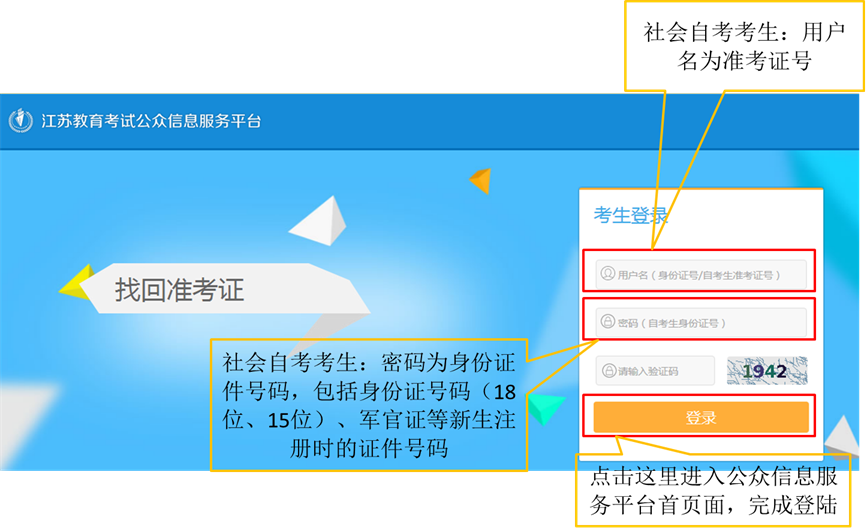 社会自考考生：用户
名为准考证号
江苏教育考试公众信息服务平台
考生登录
用户名（身份证号/自考生准考证号）
找回准考证
密码（自考生身份证号）
社会自考考生：密码为身份证
件号码，包括身份证号码（18
位、15位）、军官证等新生注
册时的证件号码
请输入验证码
1942
登录
点击这里进入公众信息服
务平台首页面，完成登陆